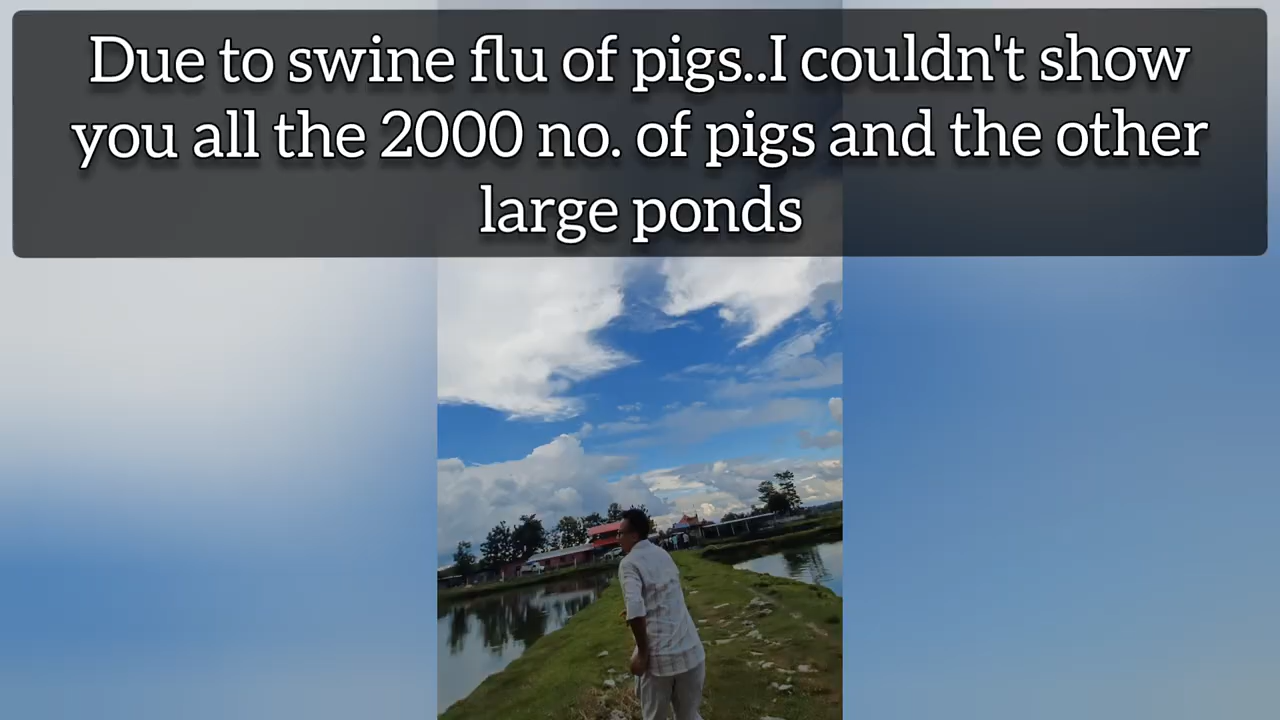 Due to swine flu of pigs..I couldn't show
you all the 2000 no. of pigs and the other
large ponds